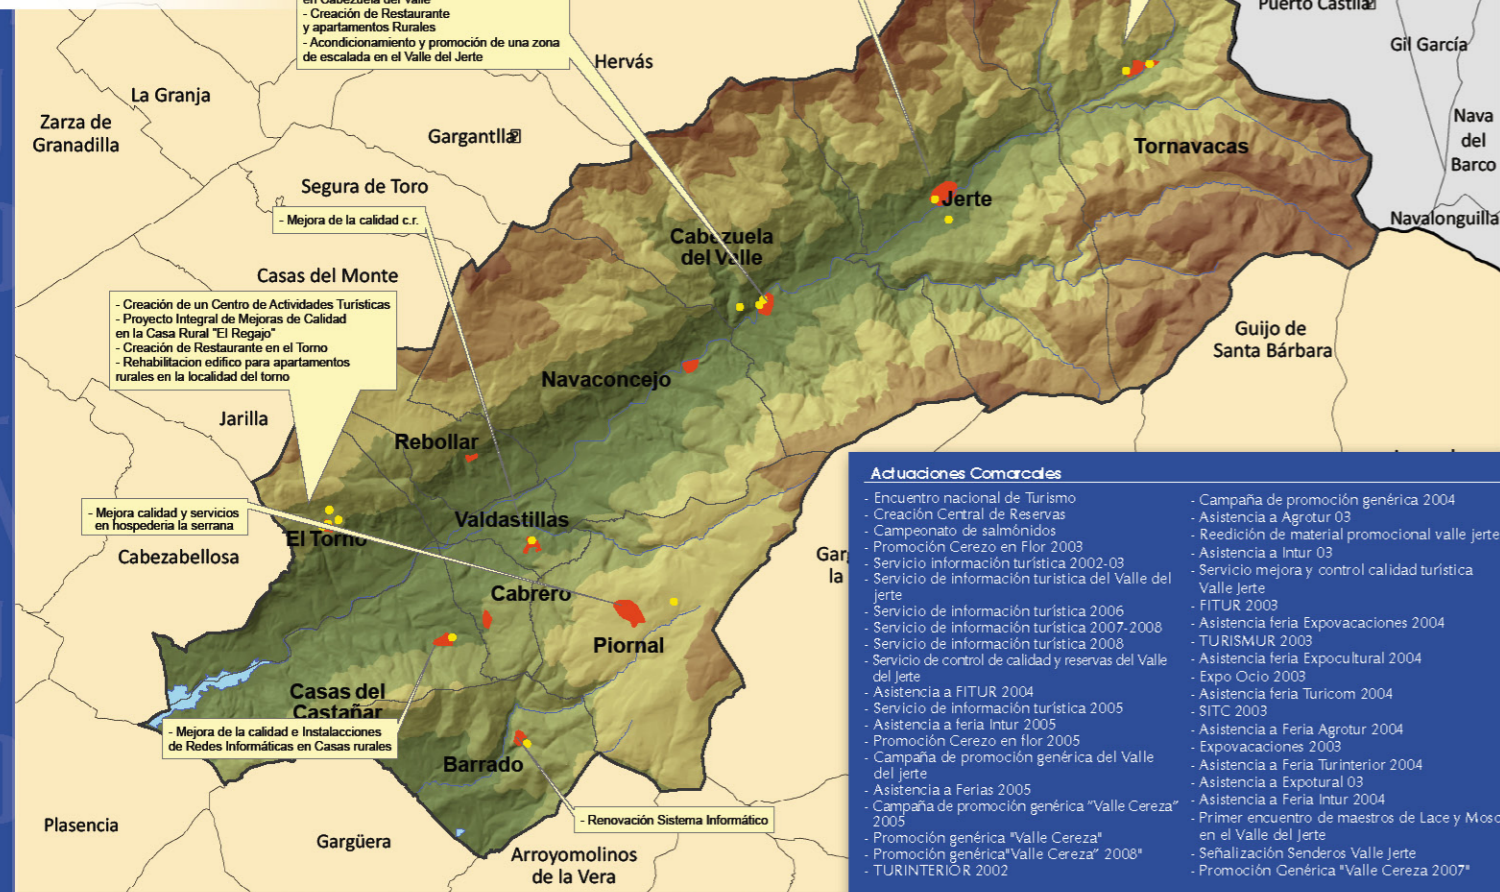 en Cabezuela del Valle
- Creación de Restaurante
y apartamentos Rurales
- Acondicionamiento y promoción de una zona
de escalada en el Valle del Jerte
Puerto Castlla
Gil García
Hervás
La Granja
Zarza de
Granadilla
Gargantlla
Nava
del
Barco
Tornavacas
Segura de Toro
- Mejora de la calidad c.r.
Jerte
Navalonguilla
Cabezuela
del Valle
Casas del Monte
- Creación de un Centro de Actividades Turísticas
- Proyecto Integral de Mejoras de Calidad
en la Casa Rural "El Regajo"
- Creación de Restaurante en el Torno
- Rehabilitacion edifico para apartamentos
rurales en la localidad del torno
Guijo de
Santa Bárbara
Navaconcejo
Jarilla
Rebollar
- Mejora calidad y servicios
en hospederia la serrana
Valdastillas
El Torno
Cabezabellosa
Cabrero
Piornal
Casas del
Castañar
- Mejora de la calidad e Instalacciones
de Redes Informáticas en Casas rurales
Barrado
- Renovación Sistema Informático
Plasencia
Gargüera
Arroyomolinos
de la Vera
la
Actuaciones Comarcales
- Encuentro nacional de Turismo
- Creación Central de Reservas
- Campeonato de salmónidos
- Promoción Cerezo en Flor 2003
- Servicio información turística 2002-03
- Servicio de información turistica del Valle del
jerte
- Servicio de información turística 2006
- Servicio de información turística 2007-2008
- Servicio de información turística 2008
- Servicio de control de calidad y reservas del Valle
del Jerte
- Asistencia a FITUR 2004
- Servicio de información turística 2005
- Asistencia a feria Intur 2005
- Promoción Cerezo en flor 2005
- Campaña de promoción genérica del Valle
del jerte
- Asistencia a Ferias 2005
- Campaña de promoción genérica "Valle Cereza"
2005
- Promoción genérica "Valle Cereza"
- Promoción genérica"Valle Cereza" 2008"
- TURINTERIOR 2002
- Campaña de promoción genérica 2004
- Asistencia a Agrotur 03
- Reedición de material promocional valle jerte
- Asistencia a Intur 03
- Servicio mejora y control calidad turística
Valle Jerte
- FITUR 2003
- Asistencia feria Expovacaciones 2004
- TURISMUR 2003
- Asistencia feria Expocultural 2004
- Expo Ocio 2003
- Asistencia feria Turicom 2004
- SITC 2003
- Asistencia a Feria Agrotur 2004
- Expovacaciones 2003
- Asistencia a Feria Turinterior 2004
- Asistencia a Expotural 03
- Asistencia a Feria Intur 2004
- Primer encuentro de maestros de Lace y Mosc
en el Valle del Jerte
- Señalización Senderos Valle Jerte
- Promoción Genérica "Valle Cereza 2007"